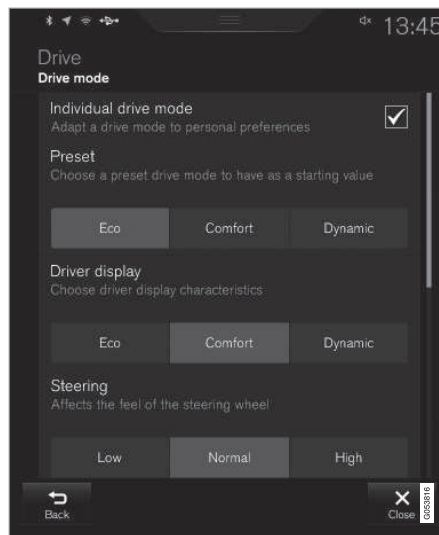 13:45
Drive
Drive mode
Individual drive mode
Adapt a drive mode to personal preferences
Preset
Choose a preset drive mode to have as a starting value
Eco Comfort Dynamic
Driver display
Choose driver display characteristics
Eco Comfort Dynamic
Steering
Affects the feel of the steering wheel
Low Normal High
Back Close
G053816